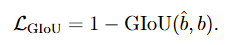 𝓛_GIoU = 1 − GIoU(b̂, b).